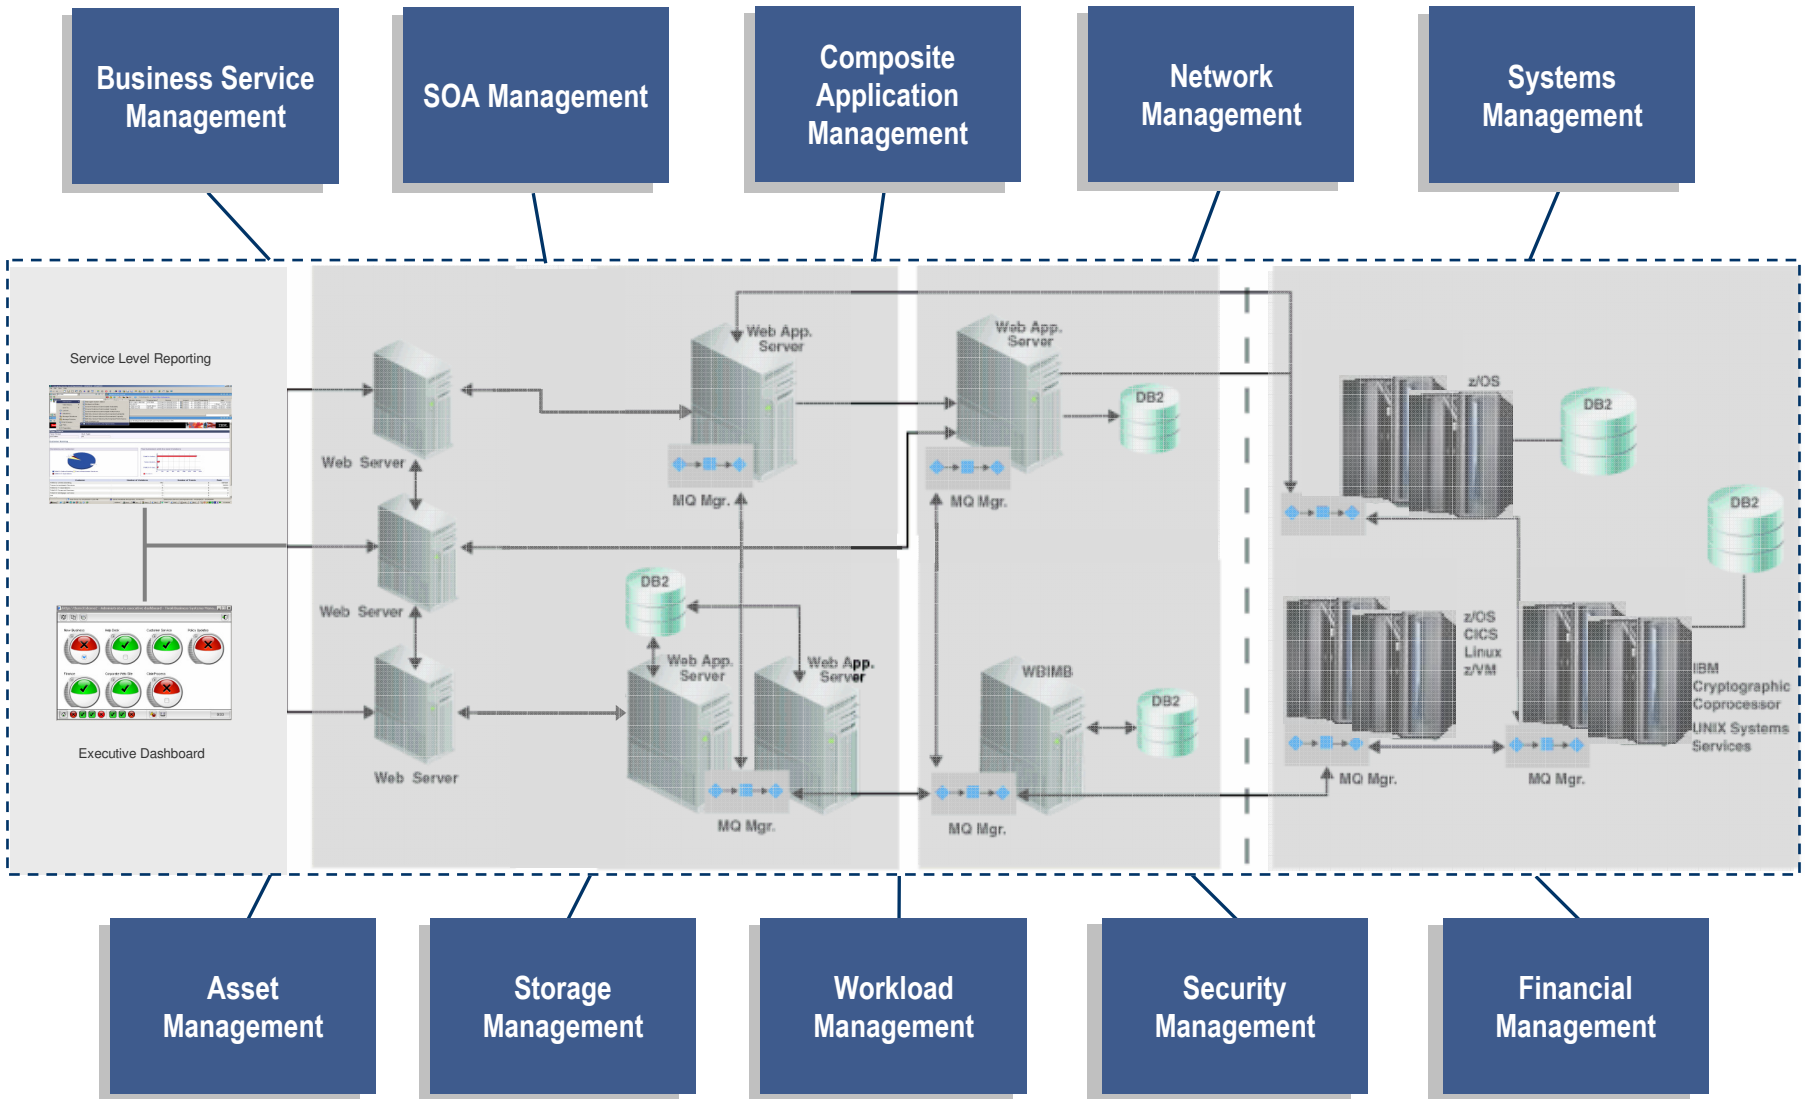 Business Service
Management
SOA Management
Composite
Application
Management
Network
Management
Systems
Management
Service Level Reporting
Executive Dashboard
Web Server
Web Server
Web Server
Web App.
Server
MQ Mgr.
DB2
Web App.
Server
Web App.
Server
MQ Mgr.
Web App.
Server
DB2
MQ Mgr.
WBIMB
DB2
MQ Mgr.
z/OS
DB2
DB2
z/OS
CICS
Linux
z/VM
MQ Mgr.
IBM
Cryptographic
Coprocessor
UNIX Systems
Services
MQ Mgr.
Asset
Management
Storage
Management
Workload
Management
Security
Management
Financial
Management